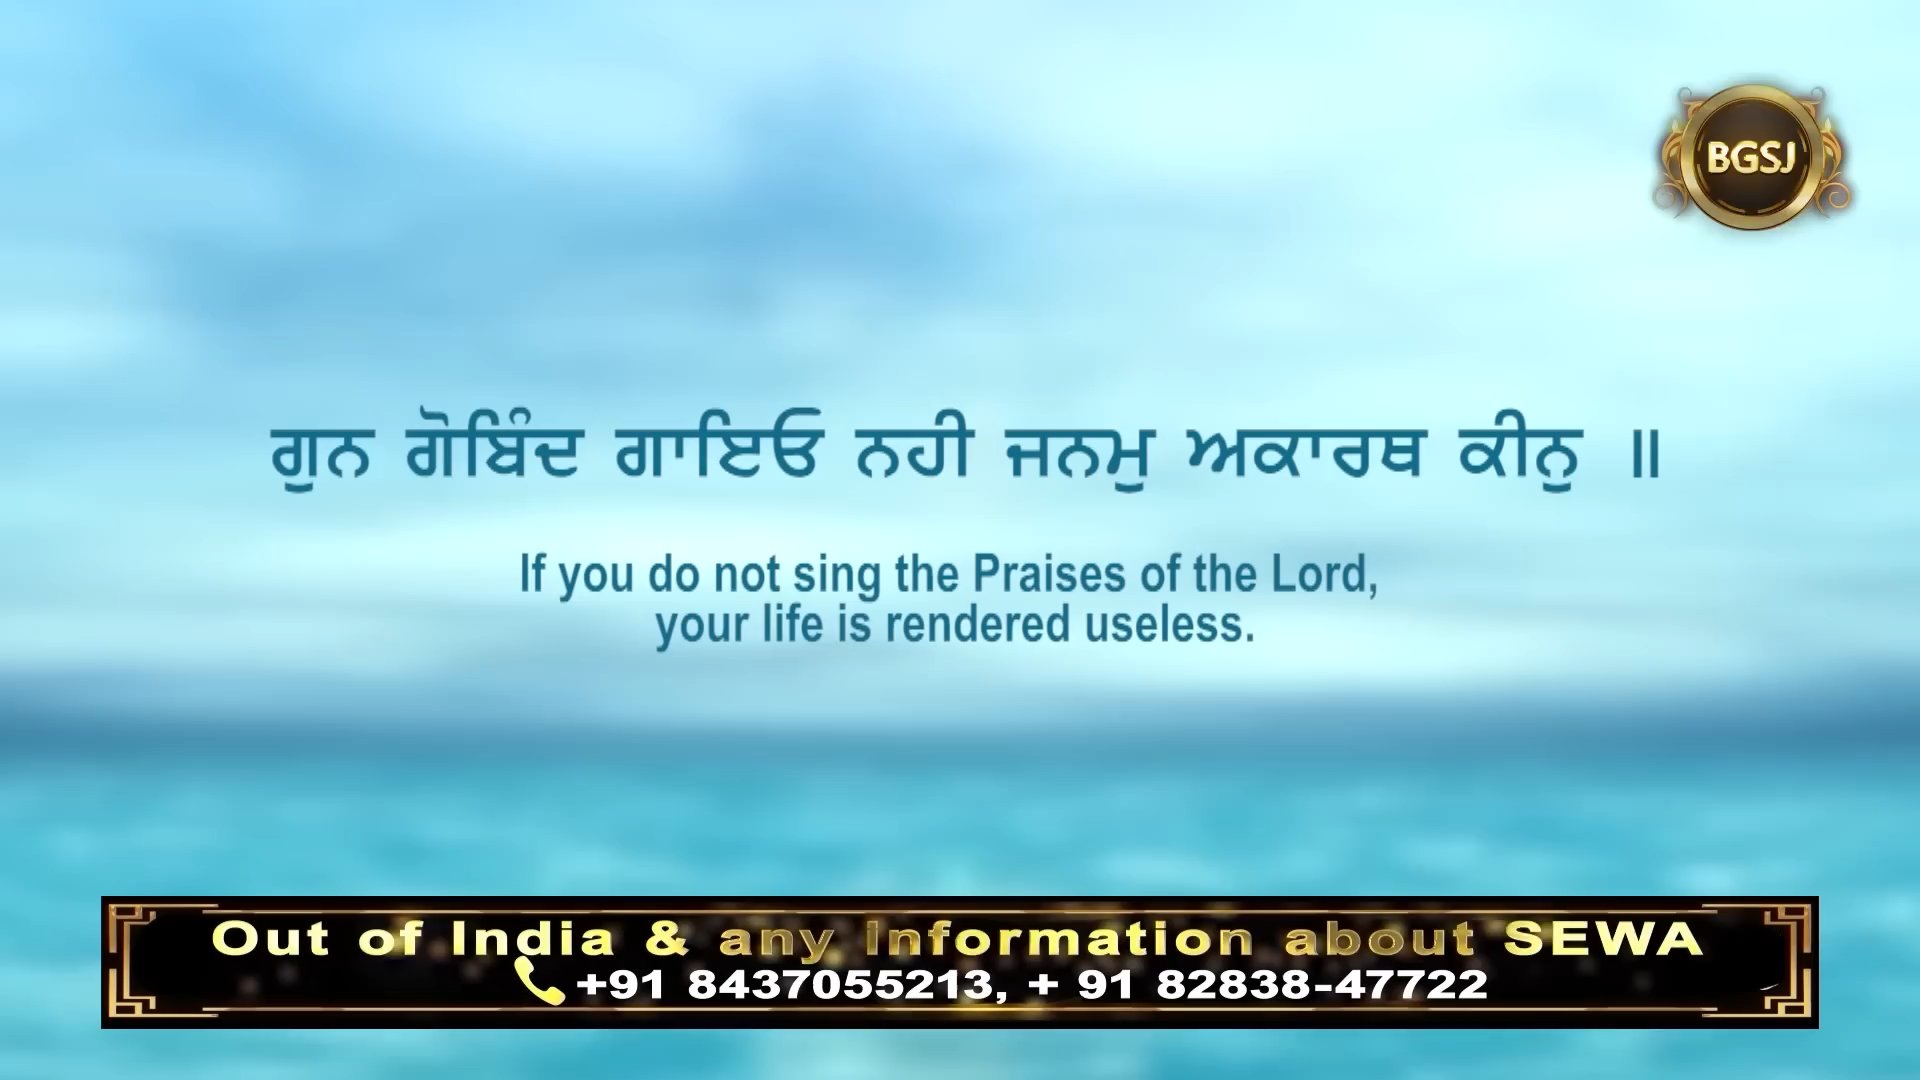 BGSJ
ਗੁਨ ਗੋਬਿੰਦ ਗਾਇਓ ਨਹੀ ਜਨਮੁ ਅਕਾਰਥ ਕੀਨੁ ॥
If you do not sing the Praises of the Lord,
your life is rendered useless.
Out of India & any information about SEWA
+91 8437055213, + 91 82838-47722